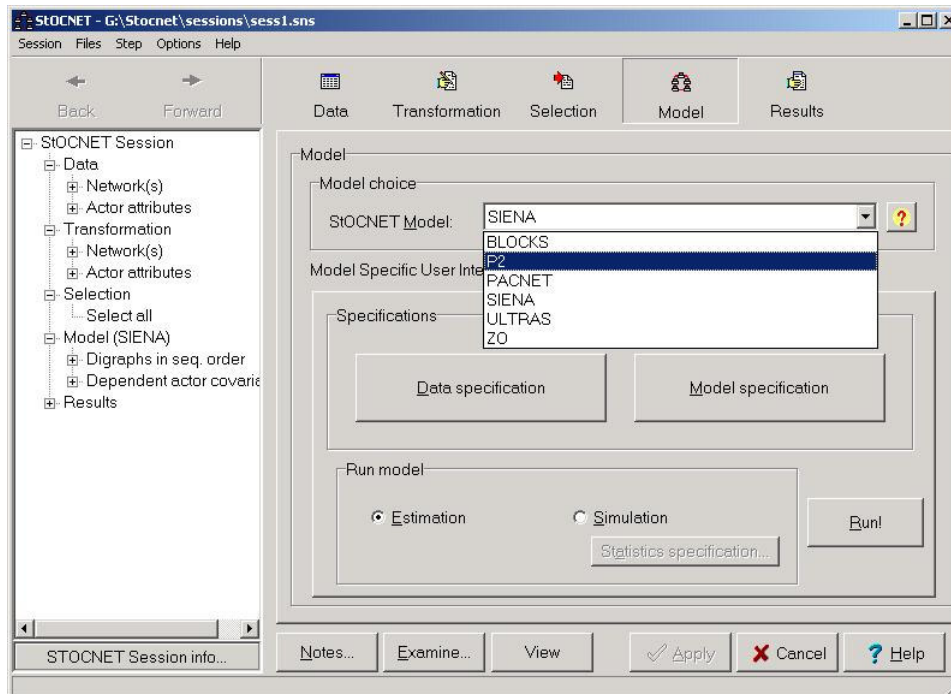 StOCNET - G:\Stocnet\sessions\sess1.sns
Session Files Step Options Help
Back Forward
Data Transformation Selection Model Results
StOCNET Session
Data
Network(s)
Actor attributes
Transformation
Network(s)
Actor attributes
Selection
Select all
Model (SIENA)
Digraphs in seq. order
Dependent actor covaria
Results
STOCNET Session info...
Model
Model choice
StOCNET Model: SIENA
BLOCKS
P2
PACNET
SIENA
ULTRAS
ZO
Model Specific User Inte
Specifications
Data specification Model specification
Run model
Estimation Simulation
Statistics specification...
Run!
Notes... Examine... View Apply Cancel Help